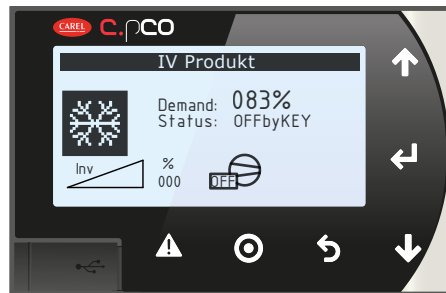 CAREL c.pCO
IV Produkt
Demand: 083%
Status: OFFbyKEY
Inv
%
000
OFF